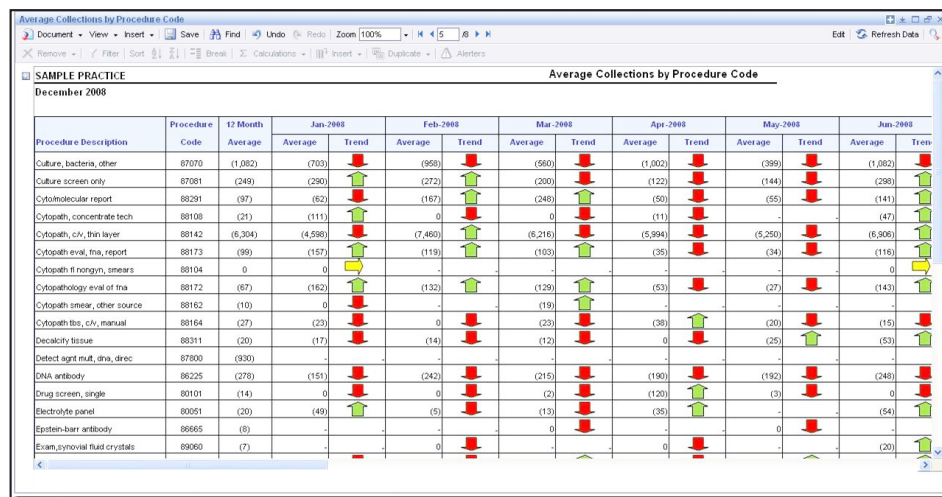 Average Collections by Procedure Code
Document View Insert Save Find Undo Redo Zoom 100% 5 /8 Edit Refresh Data
Remove Filter Sort Break Calculations Insert Duplicate Alerters
SAMPLE PRACTICE Average Collections by Procedure Code
December 2008
Procedure 12 Month Jan-2008 Feb-2008 Mar-2008 Apr-2008 May-2008 Jun-2008
Procedure Description Code Average Average Trend Average Trend Average Trend Average Trend Average Trend Average Tren
Culture, bacteria, other 87070 (1,082) (703) (958) (560) (1,002) (399) (1,082)
Culture screen only 87081 (249) (290) (272) (200) (122) (144) (298)
Cyto/molecular report 88291 (97) (62) (167) (248) (50) (55) (141)
Cytopath, concentrate tech 88108 (21) (111) 0 0 (11) - - (47)
Cytopath, c/v, thin layer 88142 (6,304) (4,598) (7,460) (6,216) (5,994) (5,250) (6,906)
Cytopath eval, fna, report 88173 (99) (157) (119) (103) (35) (34) (116)
Cytopath fl nongyn, smears 88104 0 0 - - - - - - - - 0
Cytopathology eval of fna 88172 (67) (162) (132) (129) (53) (27) (143)
Cytopath smear, other source 88162 (10) 0 - - (19) - - - - - -
Cytopath tbs, c/v, manual 88164 (27) (23) 0 (23) (38) (20) (15)
Decalcify tissue 88311 (20) (17) (14) (12) 0 (25) (53)
Detect agnt mult, dna, direc 87800 (930) - - - - - - - - - - -
DNA antibody 86225 (278) (151) (242) (215) (190) (192) (248)
Drug screen, single 80101 (14) 0 0 (2) (120) (3) 0
Electrolyte panel 80051 (20) (49) (5) (13) (35) - - (54)
Epstein-barr antibody 86665 (8) - - - - 0 - - 0 -
Exam,synovial fluid crystals 89060 (7) - - 0 - - 0 - - (20)